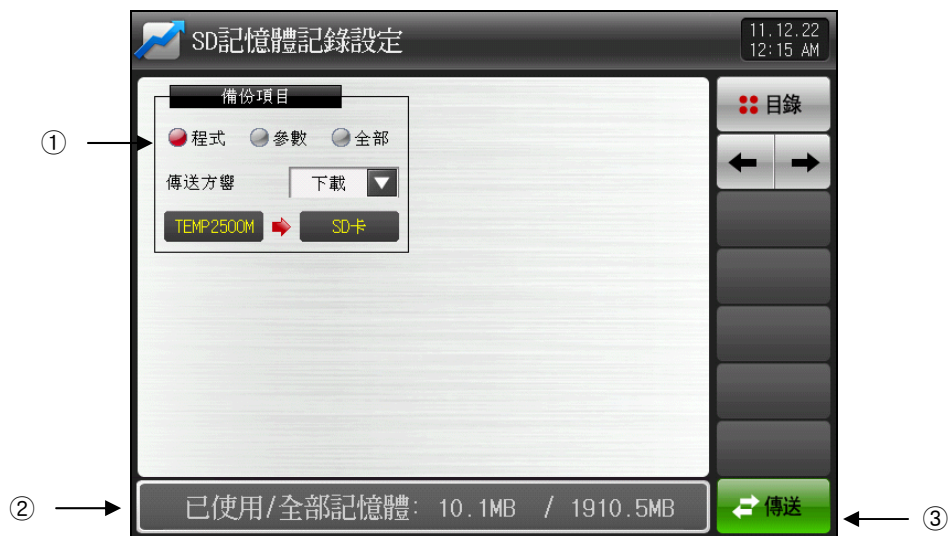 SD記憶體記錄設定
11.12.22
12:15 AM
備份項目
目錄
①
程式 參數 全部
傳送方響 下載
TEMP2500M SD卡
②
已使用/全部記憶體: 10.1MB / 1910.5MB
傳送
③